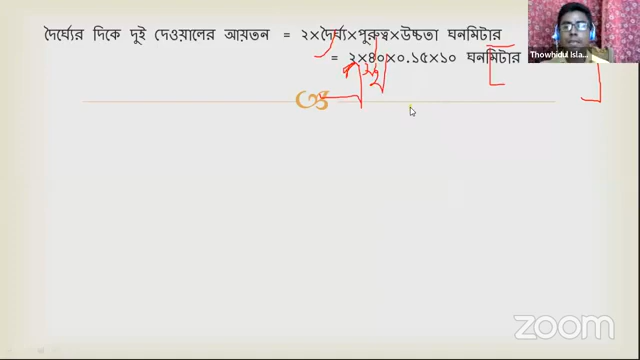 দৈর্ঘ্যের দিকে দুই দেওয়ালের আয়তন = ২×দৈর্ঘ্য×পুরুত্ব×উচ্চতা ঘনমিটার
= ২×৪০×০.১৫×১০ ঘনমিটার
Thowhidul Isla...
zoom